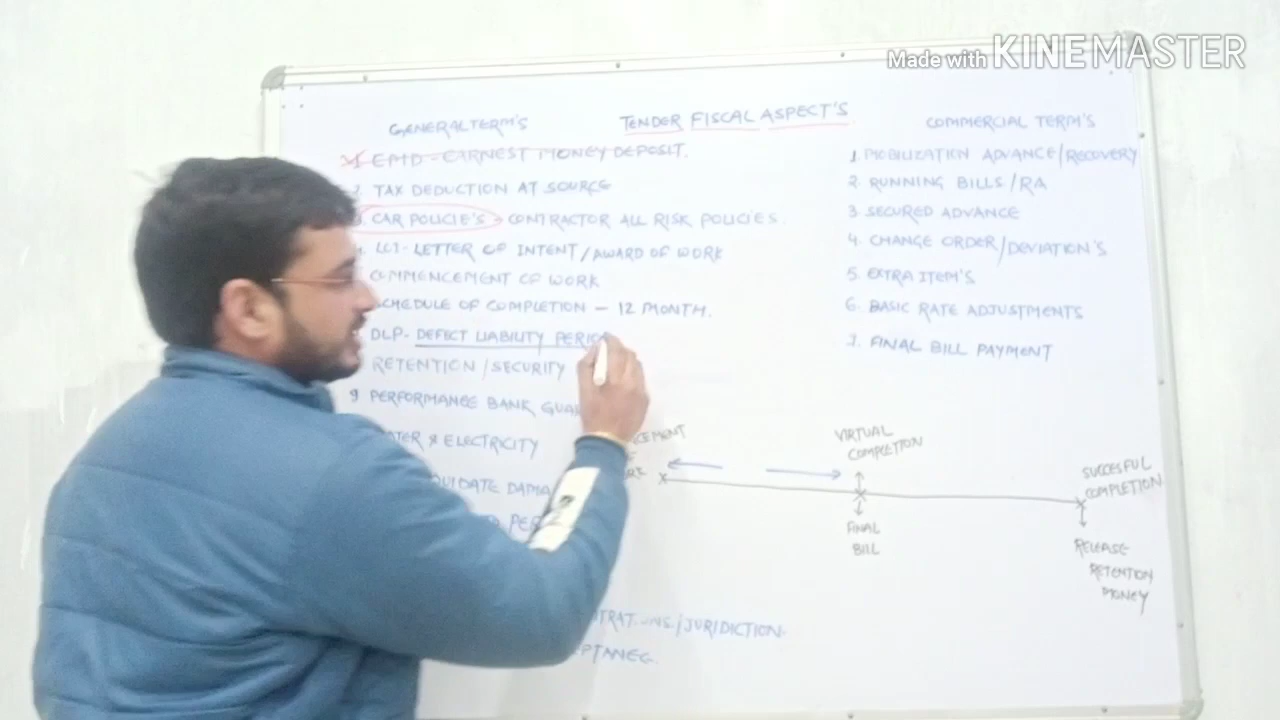 Made with KINEMASTER
TENDER FISCAL ASPECT'S
GENERAL TERM'S
1. EMD - EARNEST MONEY DEPOSIT.
2. TAX DEDUCTION AT SOURCE
CAR POLICIE'S - CONTRACTOR ALL RISK POLICIES.
LOI- LETTER OF INTENT/AWARD OF WORK
COMMENCEMENT OF WORK
SCHEDULE OF COMPLETION - 12 MONTH.
DLP- DEFECT LIABILITY
RETENTION/SECURITY
9 PERFORMANCE BANK
& ELECTRICITY
/JURIDICTION
COMMERCIAL TERM'S
1. MOBILIZATION ADVANCE/RECOVERY
2. RUNNING BILLS/RA
3 SECURED ADVANCE
4. CHANGE ORDER/DEVIATION'S
5. EXTRA ITEM'S
6. BASIC RATE ADJUSTMENTS
7. FINAL BILL PAYMENT
VIRTUAL
COMPLETION
FINAL
BILL
SUCCESFUL
COMPLETION
RELEASE
RETENTION
MONEY